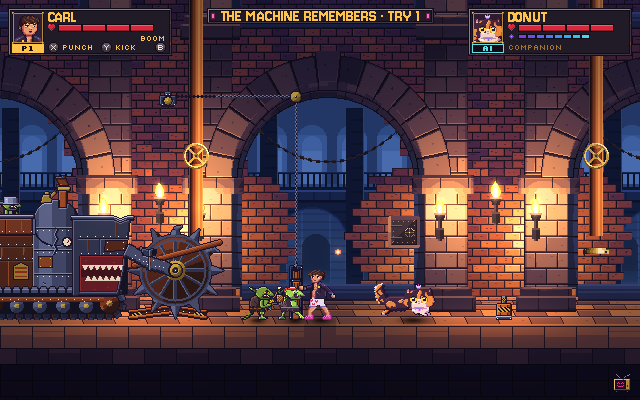 CARL
BOOM
P1 X PUNCH Y KICK B
THE MACHINE REMEMBERS · TRY 1
DONUT
AI COMPANION